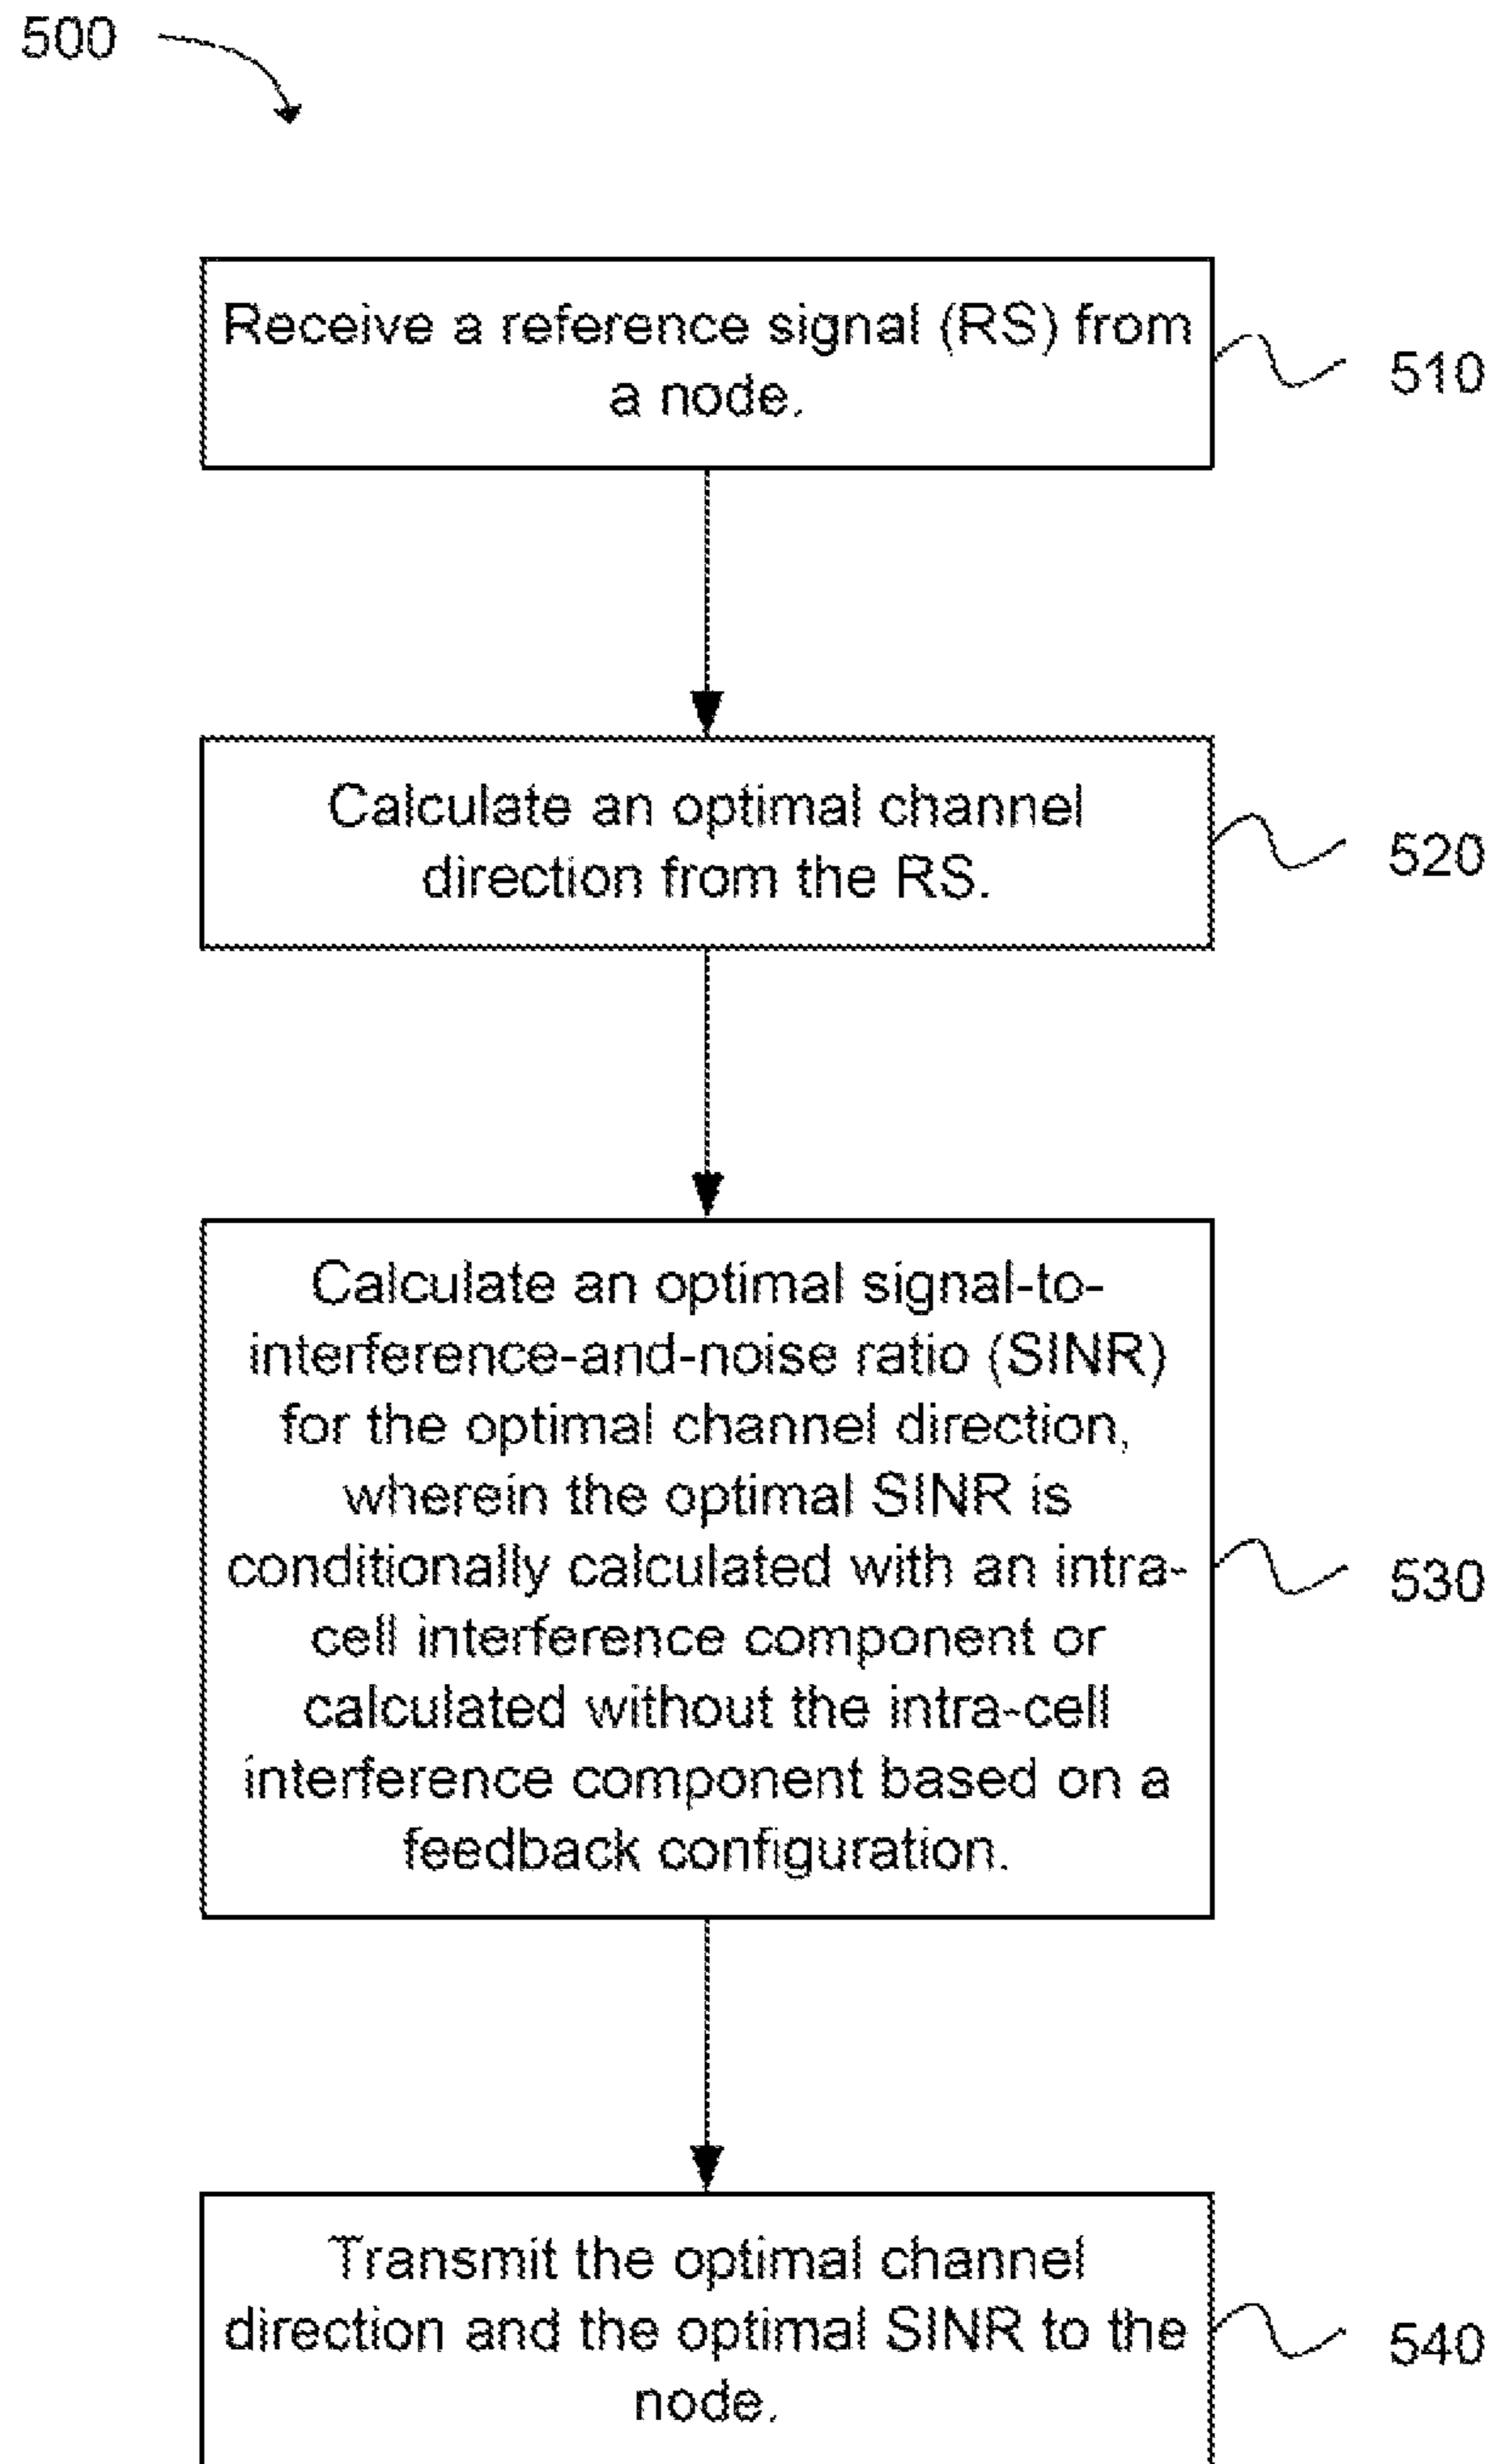 500
Receive a reference signal (RS) from
a node.
510
Calculate an optimal channel
direction from the RS.
520
Calculate an optimal signal-to-
interference-and-noise ratio (SINR)
for the optimal channel direction,
wherein the optimal SINR is
conditionally calculated with an intra-
cell interference component or
calculated without the intra-cell
interference component based on a
feedback configuration.
530
Transmit the optimal channel
direction and the optimal SINR to the
node.
540